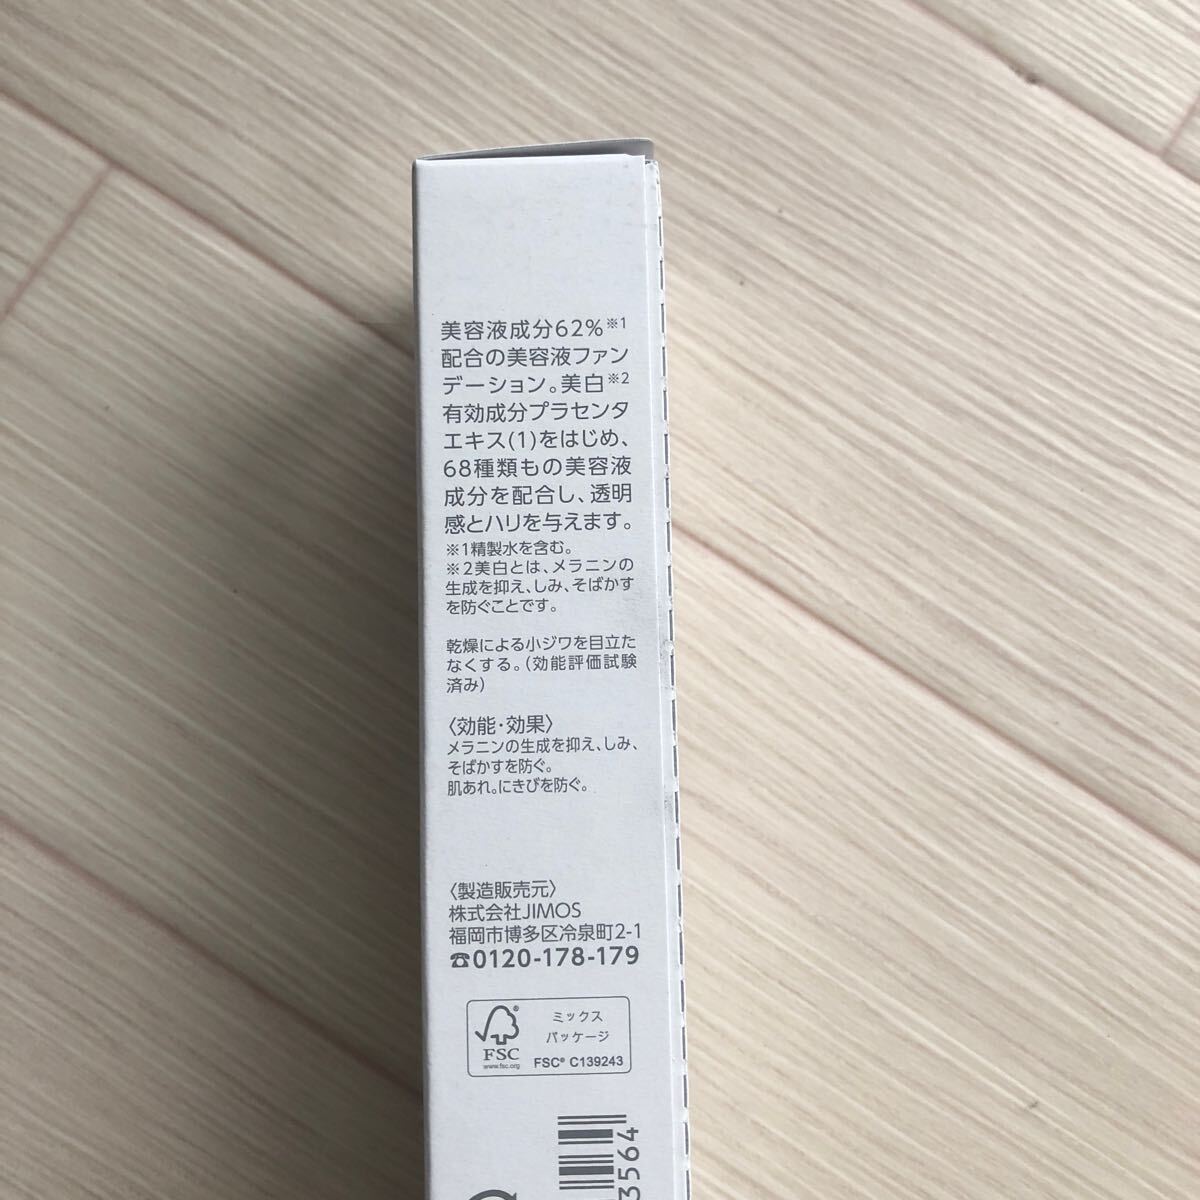 美容液成分62%※1
配合の美容液ファン
デーション。美白※2
有効成分プラセンタ
エキス(1)をはじめ、
68種類もの美容液
成分を配合し、透明
感とハリを与えます。
※1精製水を含む。
※2美白とは、メラニンの
生成を抑え、しみ、そばかす
を防ぐことです。
乾燥による小ジワを目立た
なくする。(効能評価試験
済み)
〈効能・効果〉
メラニンの生成を抑え、しみ、
そばかすを防ぐ。
肌あれ。にきびを防ぐ。
〈製造販売元〉
株式会社JIMOS
福岡市博多区冷泉町2-1
☎0120-178-179
ミックス
パッケージ
FSC® C139243
FSC
www.fsc.org
3564